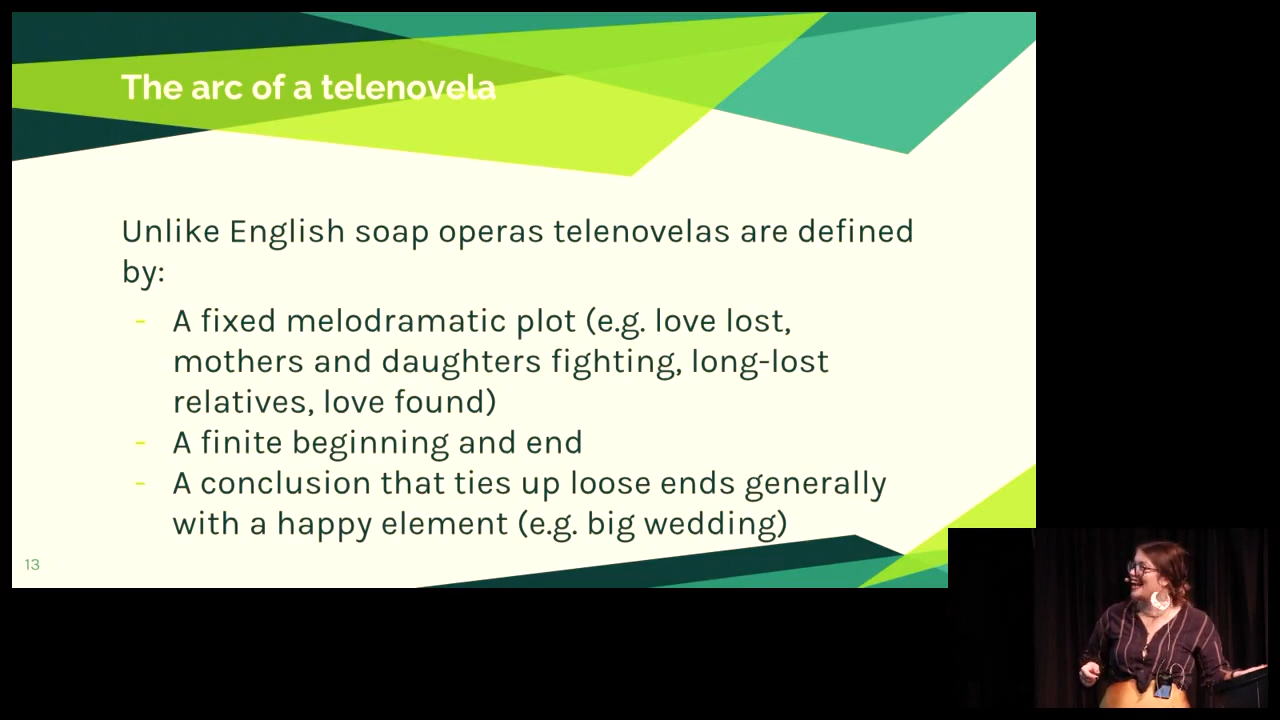 The arc of a telenovela
Unlike English soap operas telenovelas are defined
by:
- A fixed melodramatic plot (e.g. love lost,
mothers and daughters fighting, long-lost
relatives, love found)
- A finite beginning and end
- A conclusion that ties up loose ends generally
with a happy element (e.g. big wedding)
13